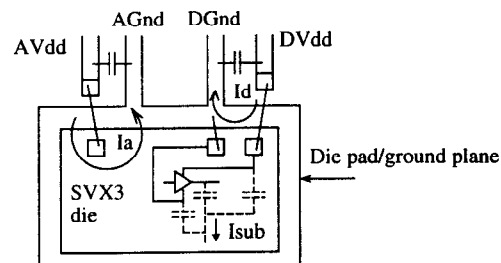 AGnd DGnd
AVdd DVdd
Id
Ia
Die pad/ground plane
SVX3
die
Isub